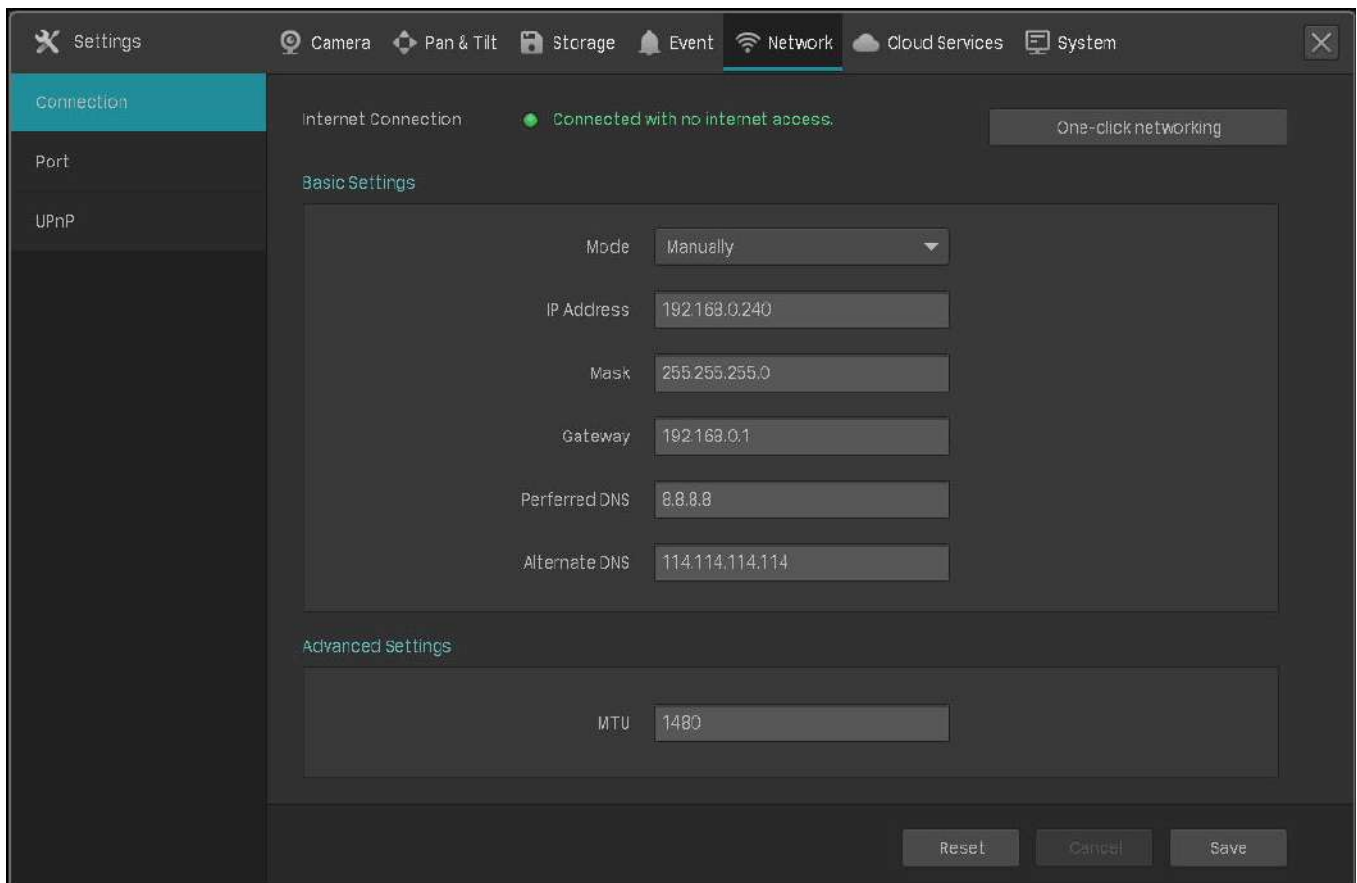 Settings
Camera Pan & Tilt Storage Event Network Cloud Services System
Connection
Port
UPnP
Internet Connection Connected with no internet access. One-click networking
Basic Settings
Mode Manually
IP Address 192.168.0.240
Mask 255.255.255.0
Gateway 192.168.0.1
Perferred DNS 8.8.8.8
Alternate DNS 114.114.114.114
Advanced Settings
MTU 1480
Reset Cancel Save